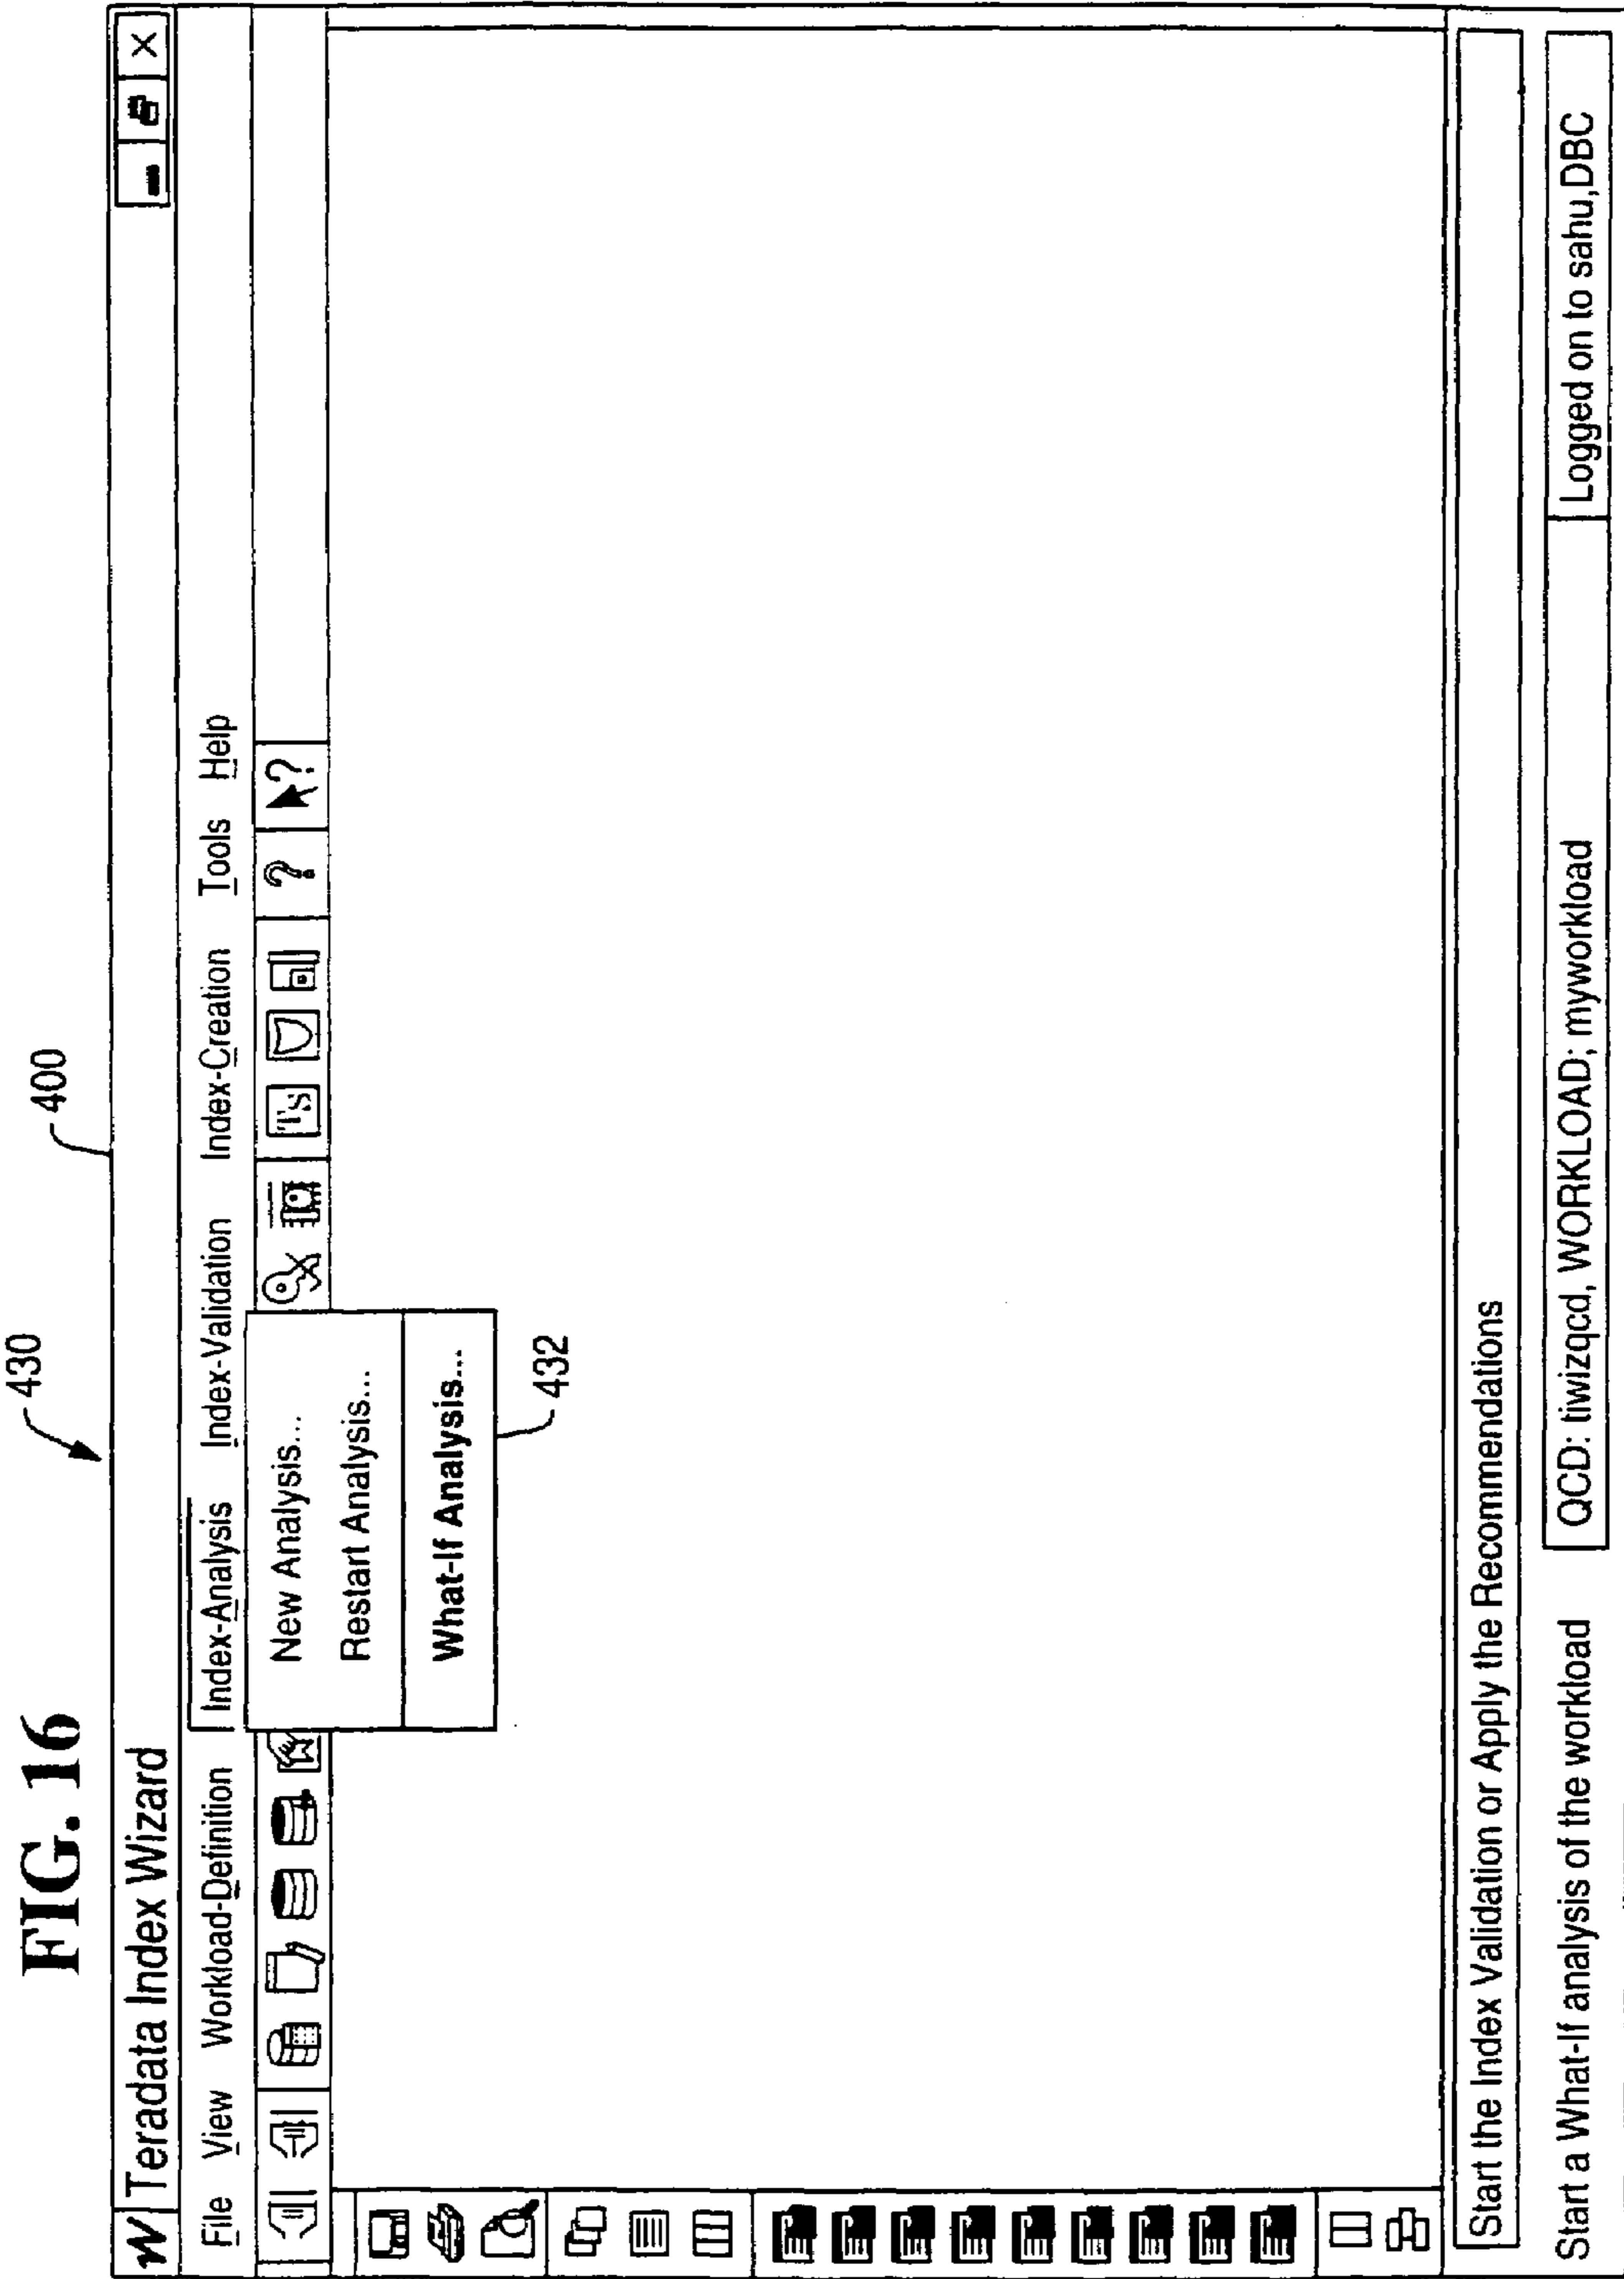 FIG. 16
430
400
W Teradata Index Wizard
File View Workload-Definition Index-Analysis Index-Validation Index-Creation Tools Help
New Analysis...
Restart Analysis...
What-If Analysis...
432
Start the Index Validation or Apply the Recommendations
Start a What-If analysis of the workload QCD: tiwizqcd, WORKLOAD; myworkload Logged on to sahu,DBC